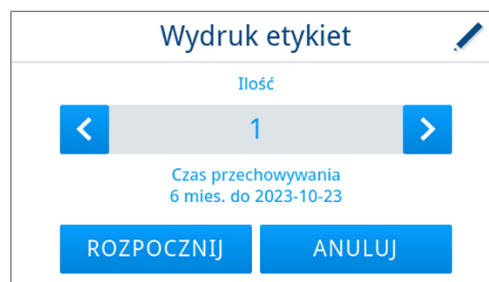 Wydruk etykiet
Ilość
1
Czas przechowywania
6 mies. do 2023-10-23
ROZPOCZNIJ
ANULUJ